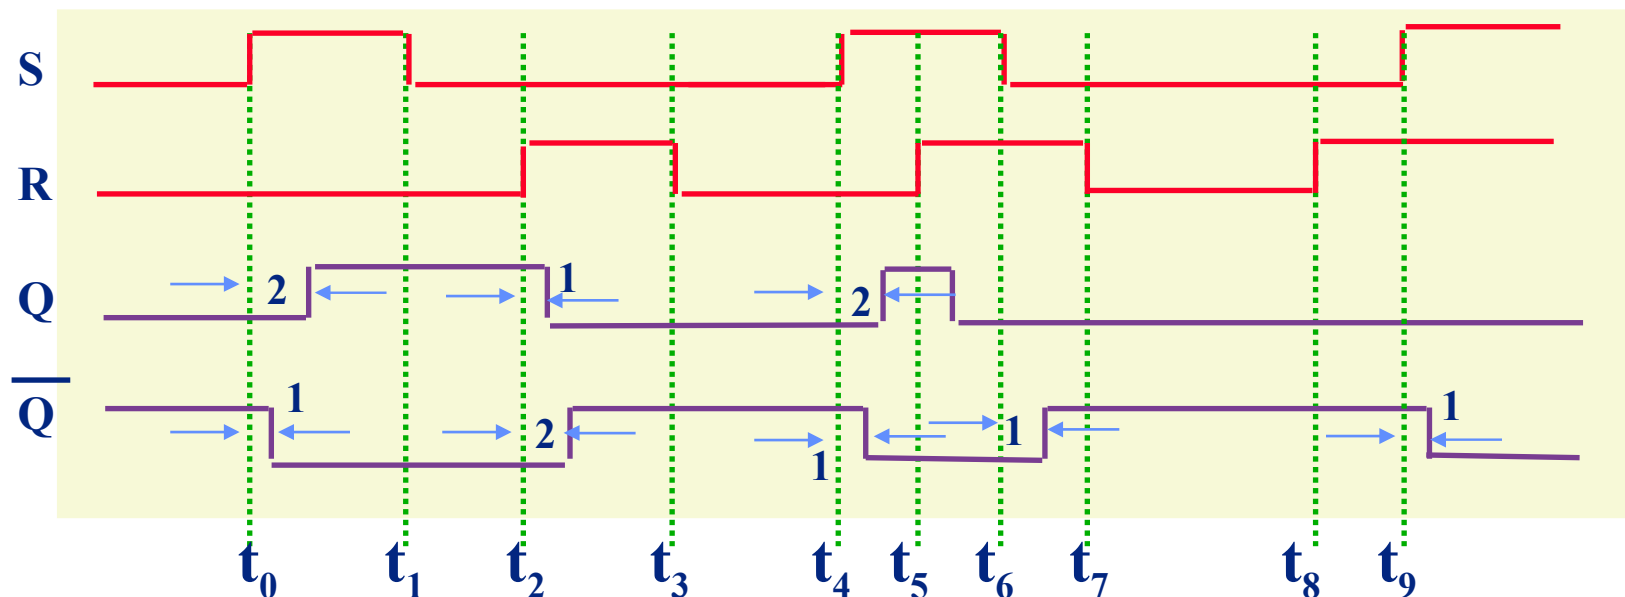 S
R
Q 2 1 2
Q̅ 1 2 1 1 1
t₀ t₁ t₂ t₃ t₄ t₅ t₆ t₇ t₈ t₉